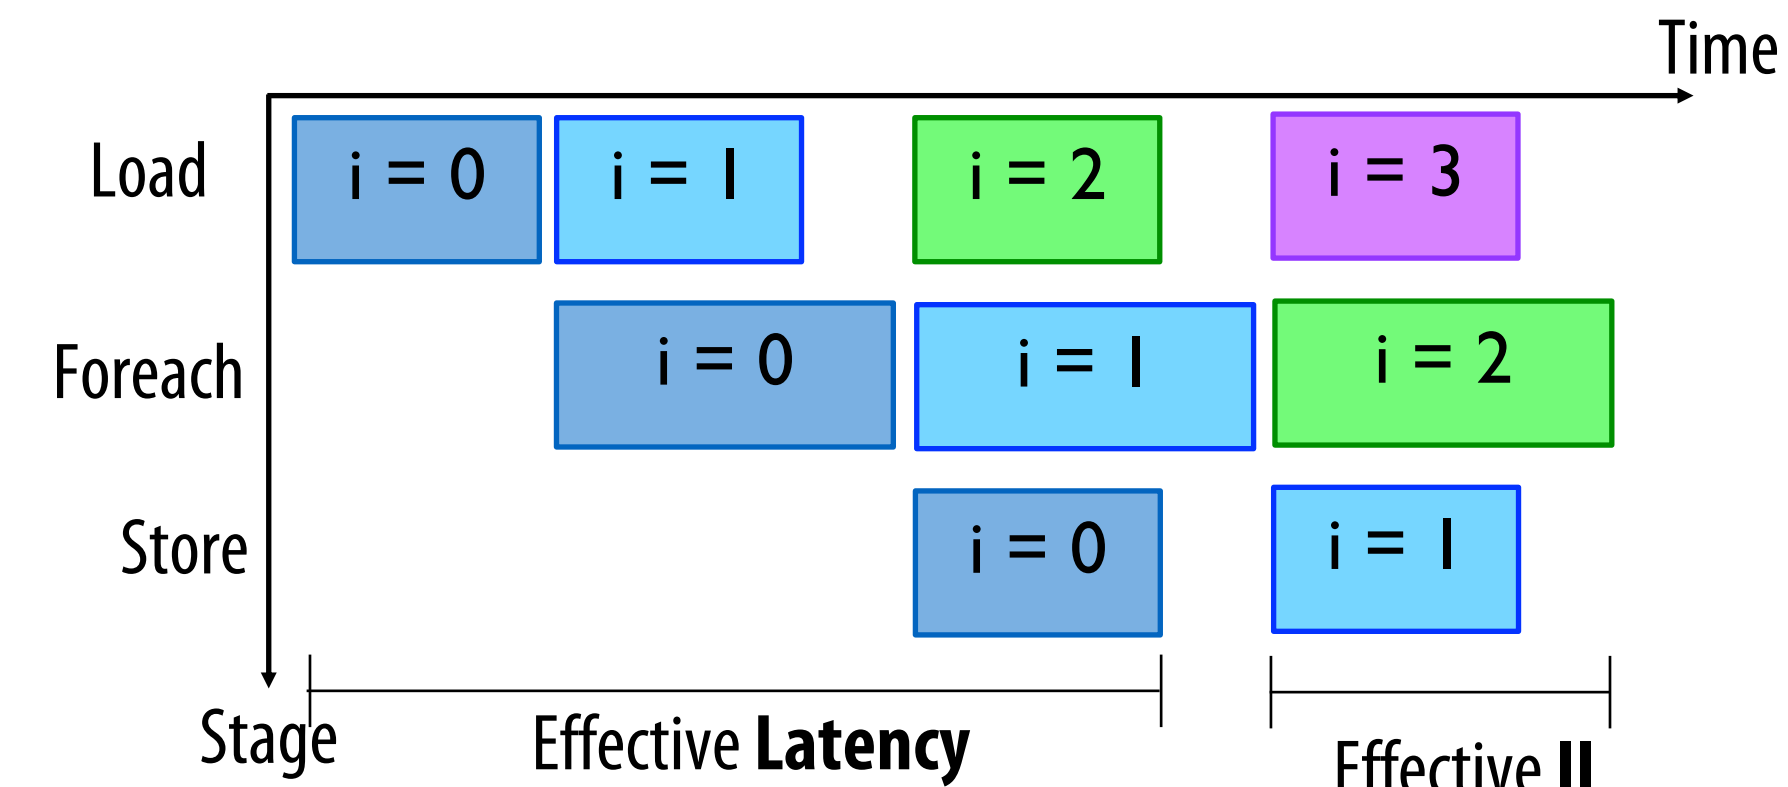 Time
Load
i = 0
i = 1
i = 2
i = 3
Foreach
i = 0
i = 1
i = 2
Store
i = 0
i = 1
Stage
Effective Latency
Effective II